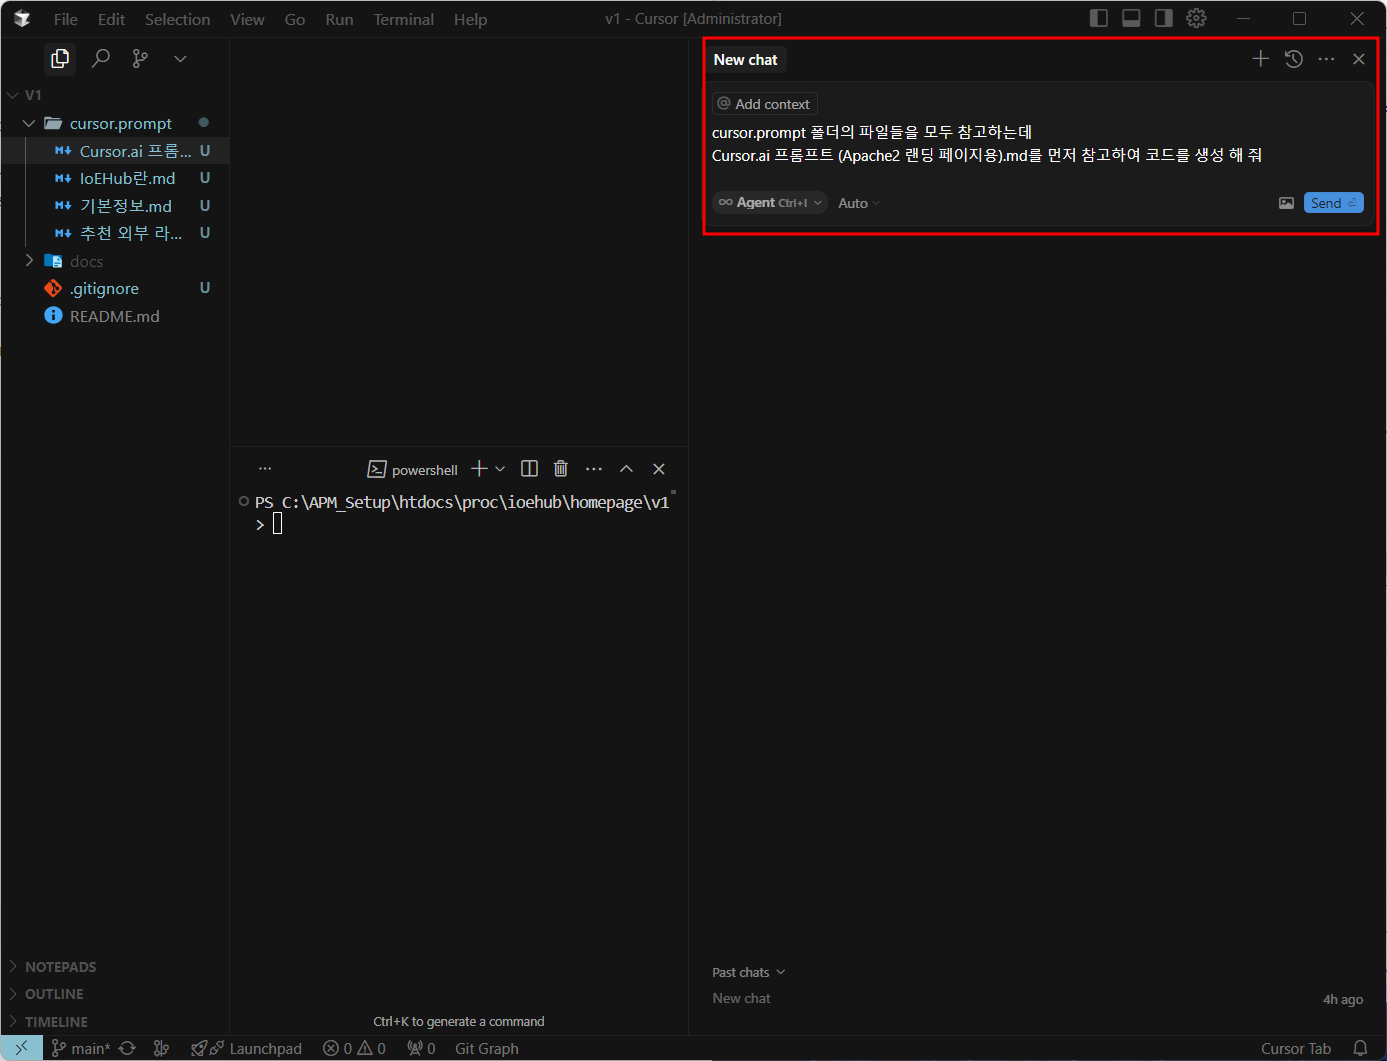 File Edit Selection View Go Run Terminal Help
v1 - Cursor [Administrator]
V1
cursor.prompt
Cursor.ai 프롬... U
IoEHub란.md U
기본정보.md U
추천 외부 라... U
docs
.gitignore U
README.md
NOTEPADS
OUTLINE
TIMELINE
powershell
PS C:\APM_Setup\htdocs\proc\ioehub\homepage\v1
>
Ctrl+K to generate a command
New chat
@ Add context
cursor.prompt 폴더의 파일들을 모두 참고하는데
Cursor.ai 프롬프트 (Apache2 랜딩 페이지용).md를 먼저 참고하여 코드를 생성 해 줘
Agent Ctrl+I Auto Send
Past chats
New chat 4h ago
main* Launchpad 0 0 0 Git Graph Cursor Tab